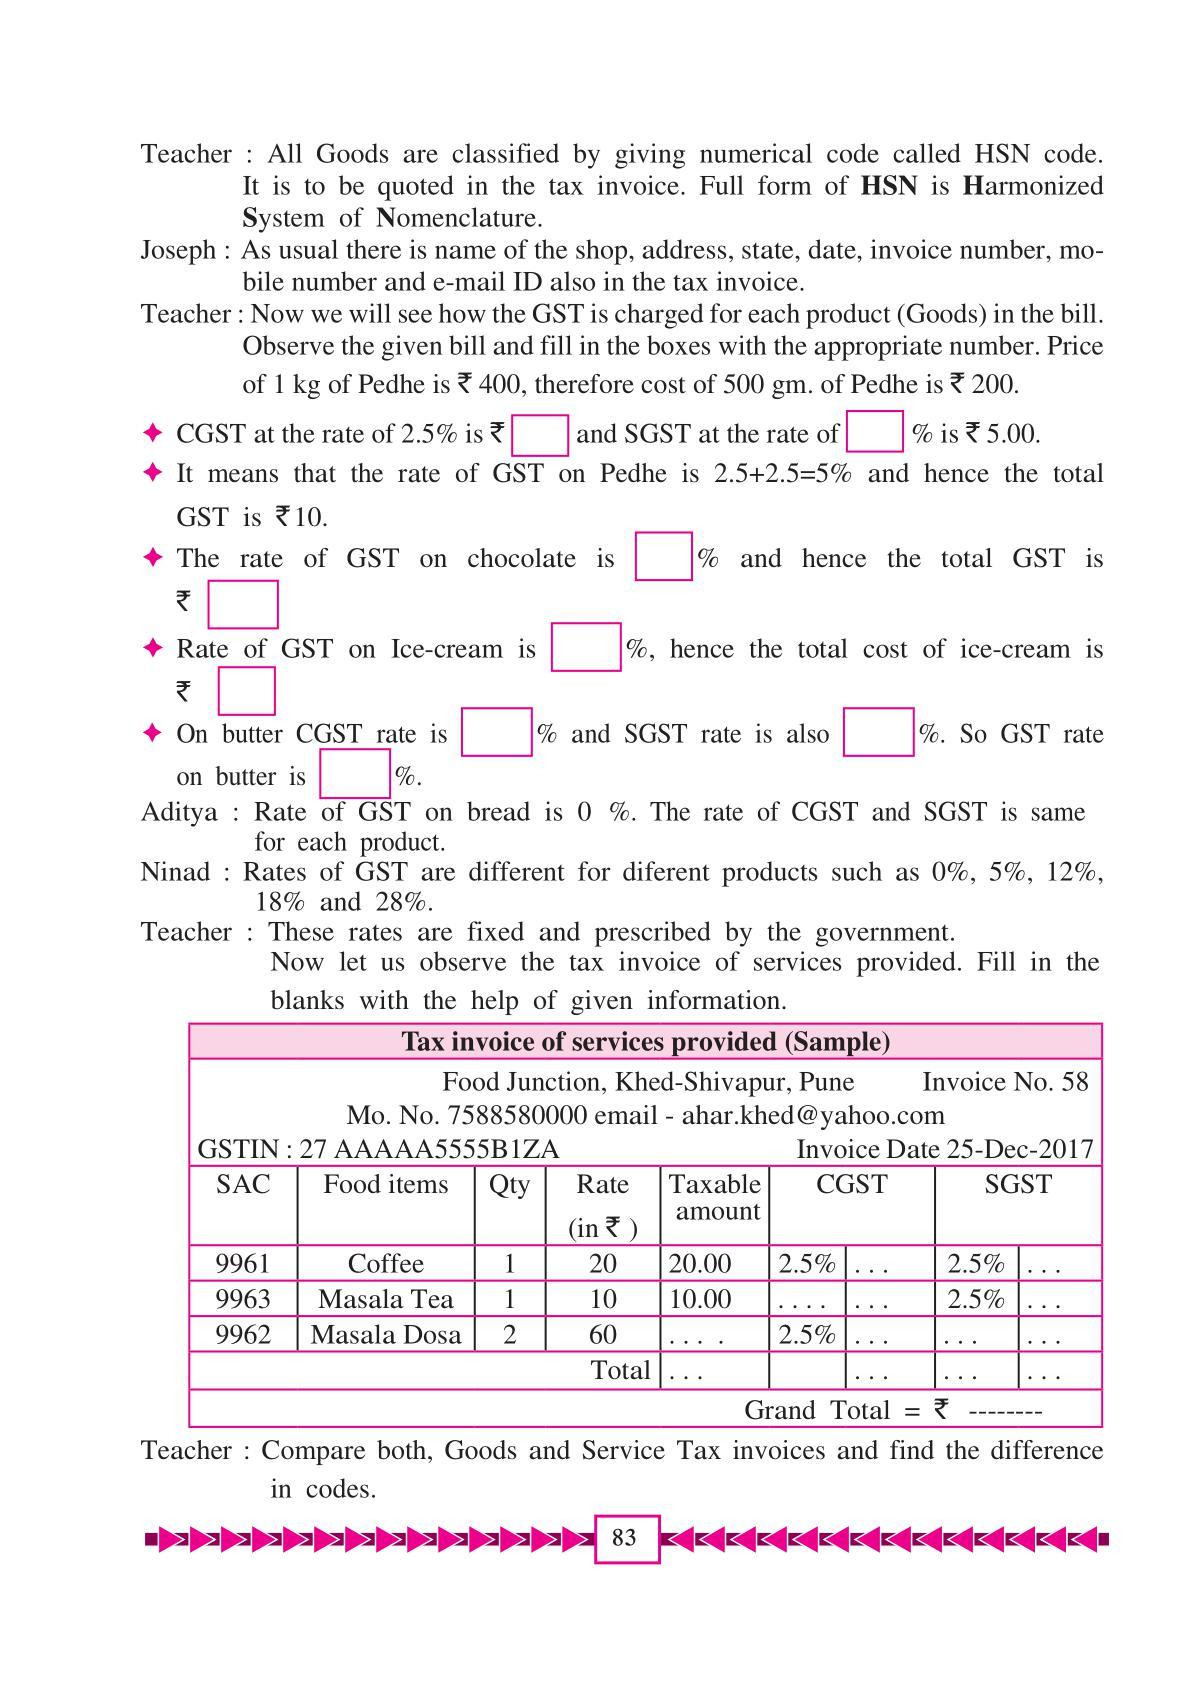 Teacher : All Goods are classified by giving numerical code called HSN code.
It is to be quoted in the tax invoice. Full form of HSN is Harmonized
System of Nomenclature.
Joseph : As usual there is name of the shop, address, state, date, invoice number, mo-
bile number and e-mail ID also in the tax invoice.
Teacher : Now we will see how the GST is charged for each product (Goods) in the bill.
Observe the given bill and fill in the boxes with the appropriate number. Price
of 1 kg of Pedhe is ₹ 400, therefore cost of 500 gm. of Pedhe is ₹ 200.
CGST at the rate of 2.5% is ₹ and SGST at the rate of % is ₹ 5.00.
It means that the rate of GST on Pedhe is 2.5+2.5=5% and hence the total
GST is ₹ 10.
The rate of GST on chocolate is % and hence the total GST is
₹
Rate of GST on Ice-cream is %, hence the total cost of ice-cream is
₹
On butter CGST rate is % and SGST rate is also %. So GST rate
on butter is %.
Aditya : Rate of GST on bread is 0 %. The rate of CGST and SGST is same
for each product.
Ninad : Rates of GST are different for diferent products such as 0%, 5%, 12%,
18% and 28%.
Teacher : These rates are fixed and prescribed by the government.
Now let us observe the tax invoice of services provided. Fill in the
blanks with the help of given information.
Tax invoice of services provided (Sample)
Food Junction, Khed-Shivapur, Pune Invoice No. 58
Mo. No. 7588580000 email - ahar.khed@yahoo.com
GSTIN : 27 AAAAA5555B1ZA Invoice Date 25-Dec-2017
SAC Food items Qty Rate Taxable CGST SGST
amount
(in ₹ )
9961 Coffee 1 20 20.00 2.5% . . . 2.5% . . .
9963 Masala Tea 1 10 10.00 . . . . . . . 2.5% . . .
9962 Masala Dosa 2 60 . . . . 2.5% . . . . . . . . .
Total . . . . . . . . . . . .
Grand Total = ₹ --------
Teacher : Compare both, Goods and Service Tax invoices and find the difference
in codes.
83